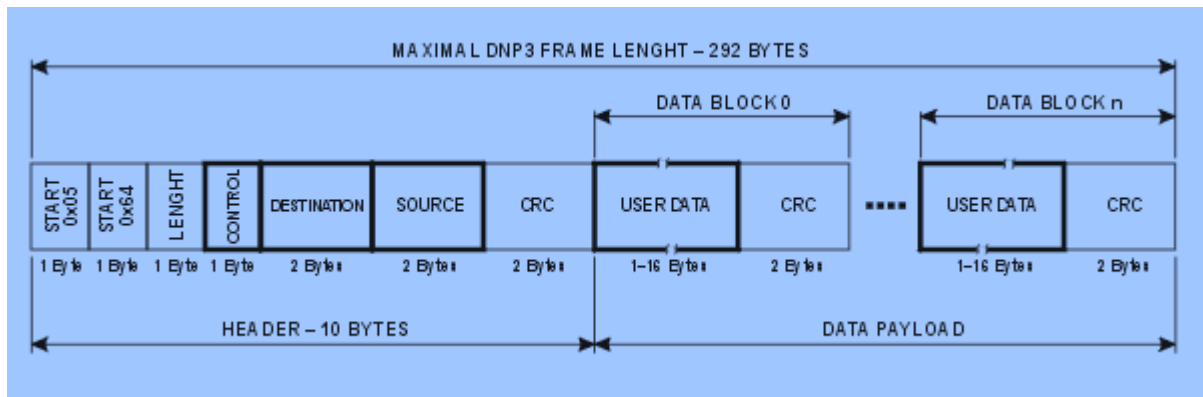 MAXIMAL DNP3 FRAME LENGHT – 292 BYTES
DATA BLOCK 0
DATA BLOCK n
START
0x05
START
0x64
LENGHT
CONTROL
DESTINATION
SOURCE
CRC
USER DATA
CRC
USER DATA
CRC
1 Byte
1 Byte
1 Byte
1 Byte
2 Bytes
2 Bytes
2 Bytes
1–16 Bytes
2 Bytes
1–16 Bytes
2 Bytes
HEADER – 10 BYTES
DATA PAYLOAD